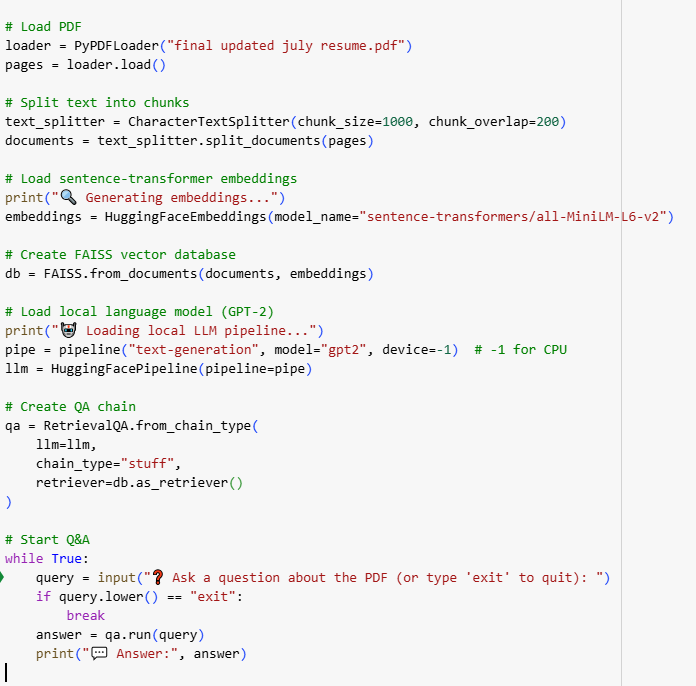 # Load PDF
loader = PyPDFLoader("final updated july resume.pdf")
pages = loader.load()
# Split text into chunks
text_splitter = CharacterTextSplitter(chunk_size=1000, chunk_overlap=200)
documents = text_splitter.split_documents(pages)
# Load sentence-transformer embeddings
print("🔍 Generating embeddings...")
embeddings = HuggingFaceEmbeddings(model_name="sentence-transformers/all-MiniLM-L6-v2")
# Create FAISS vector database
db = FAISS.from_documents(documents, embeddings)
# Load local language model (GPT-2)
print("🤖 Loading local LLM pipeline...")
pipe = pipeline("text-generation", model="gpt2", device=-1)  # -1 for CPU
llm = HuggingFacePipeline(pipeline=pipe)
# Create QA chain
qa = RetrievalQA.from_chain_type(
    llm=llm,
    chain_type="stuff",
    retriever=db.as_retriever()
)
# Start Q&A
while True:
    query = input("❓ Ask a question about the PDF (or type 'exit' to quit): ")
    if query.lower() == "exit":
        break
    answer = qa.run(query)
    print("💬 Answer:", answer)